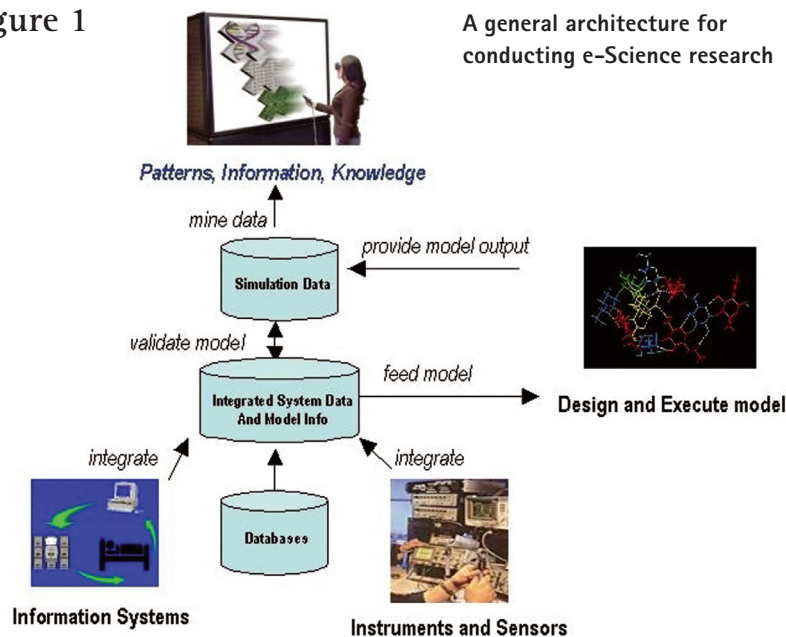 gure 1
A general architecture for
conducting e-Science research
Patterns, Information, Knowledge
mine data
provide model output
Simulation Data
validate model
feed model
Integrated System Data
And Model Info
Design and Execute model
integrate
integrate
Databases
Information Systems
Instruments and Sensors